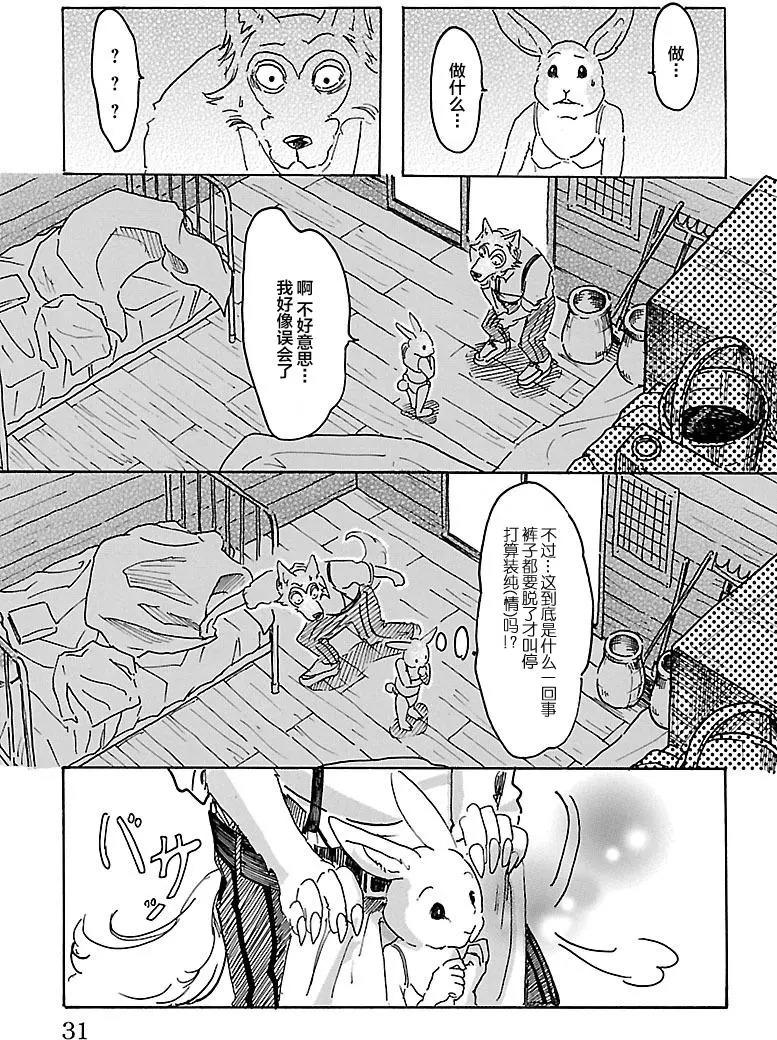 做…
做什么…
？？？
啊 不好意思…
我好像误会了
不过…这到底是什么一回事
裤子都要脱了才叫停
打算装纯(情)吗!?
バサッ
31